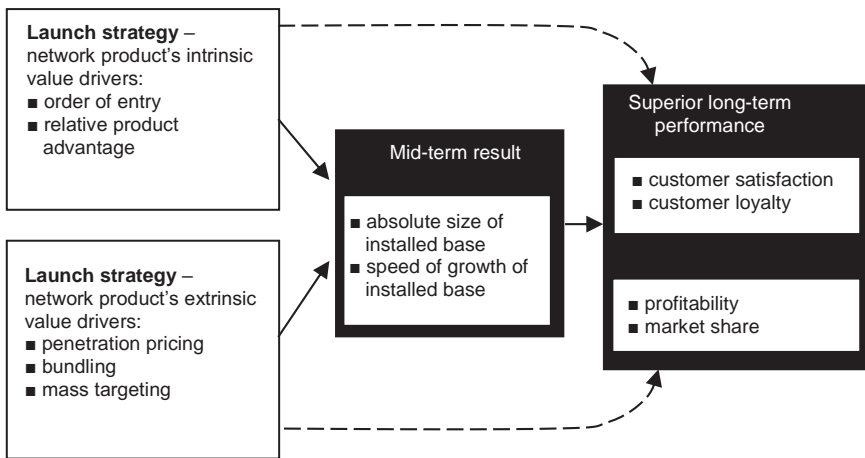 Launch strategy –
network product's intrinsic
value drivers:
■ order of entry
■ relative product
advantage
Launch strategy –
network product's extrinsic
value drivers:
■ penetration pricing
■ bundling
■ mass targeting
Mid-term result
■ absolute size of
installed base
■ speed of growth of
installed base
Superior long-term
performance
■ customer satisfaction
■ customer loyalty
■ profitability
■ market share